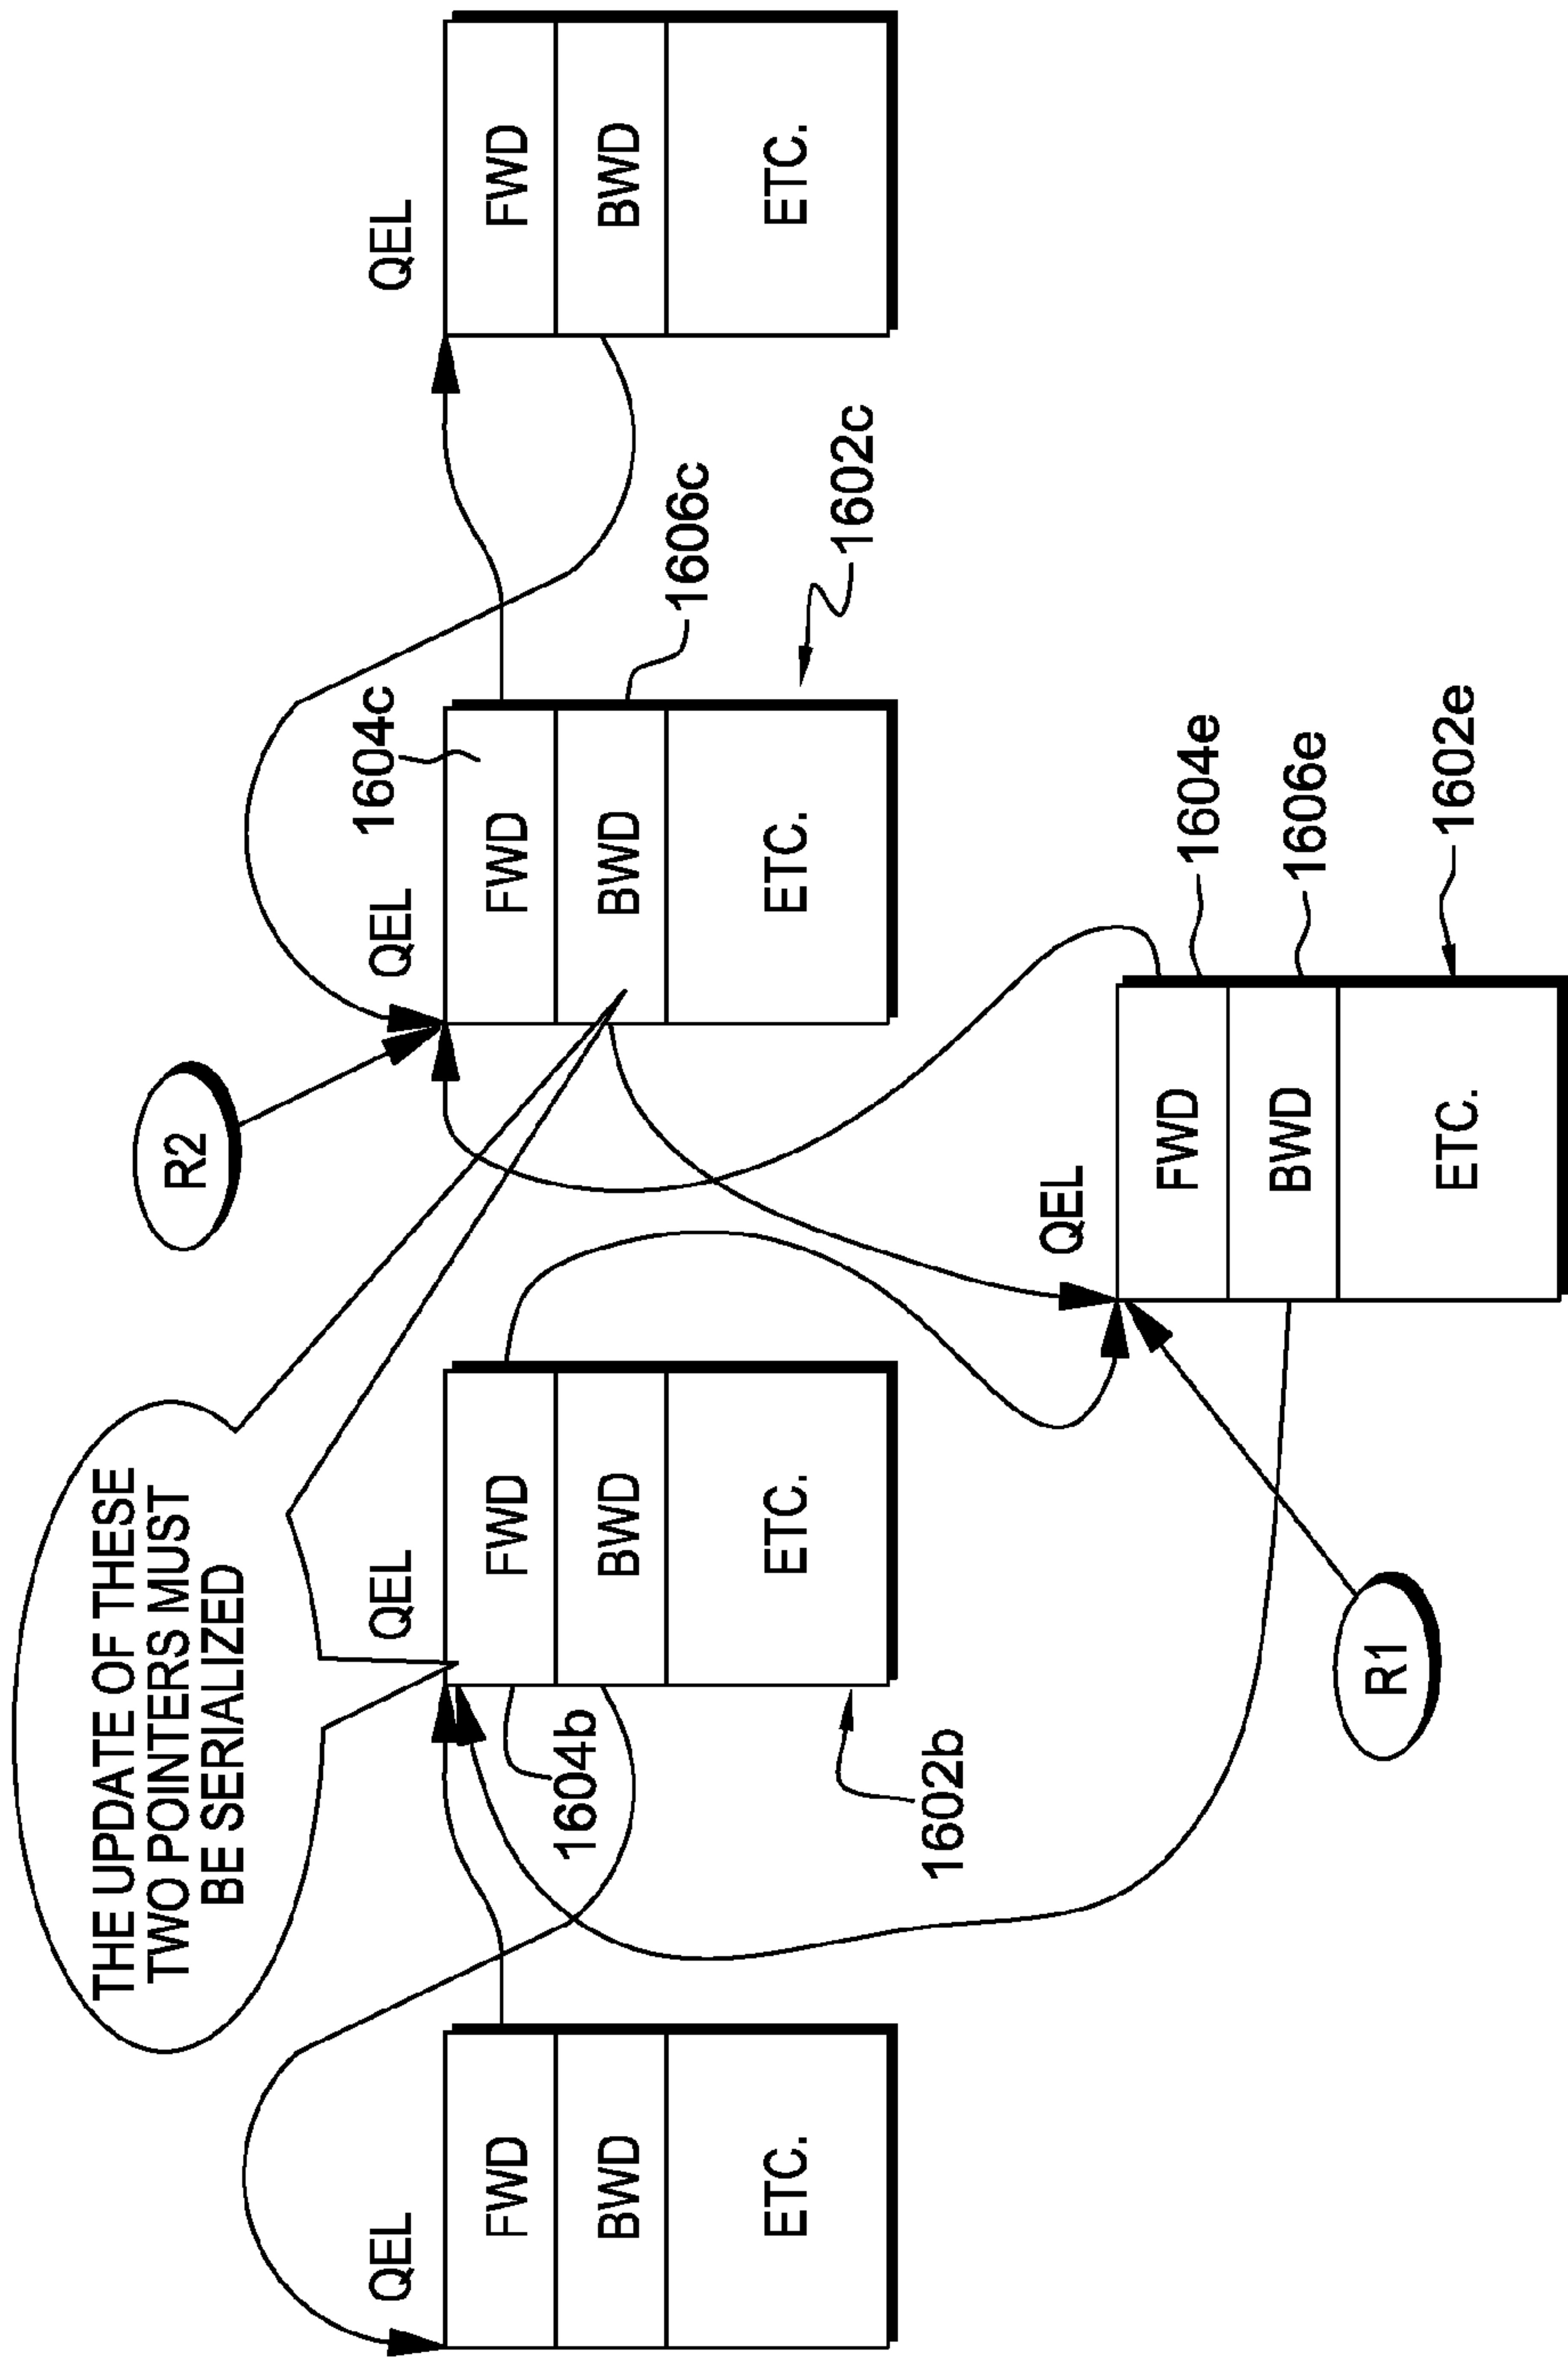 THE UPDATE OF THESE
TWO POINTERS MUST
BE SERIALIZED
R2
QEL
FWD
BWD
ETC.
QEL
FWD
BWD
ETC.
1604b
1602b
QEL
1604c
FWD
BWD
ETC.
1606c
1602c
QEL
FWD
BWD
ETC.
R1
QEL
FWD
BWD
ETC.
1604e
1606e
1602e